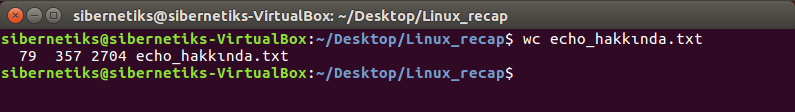 sibernetiks@sibernetiks-VirtualBox: ~/Desktop/Linux_recap
sibernetiks@sibernetiks-VirtualBox:~/Desktop/Linux_recap$ wc echo_hakkında.txt
  79  357 2704 echo_hakkında.txt
sibernetiks@sibernetiks-VirtualBox:~/Desktop/Linux_recap$